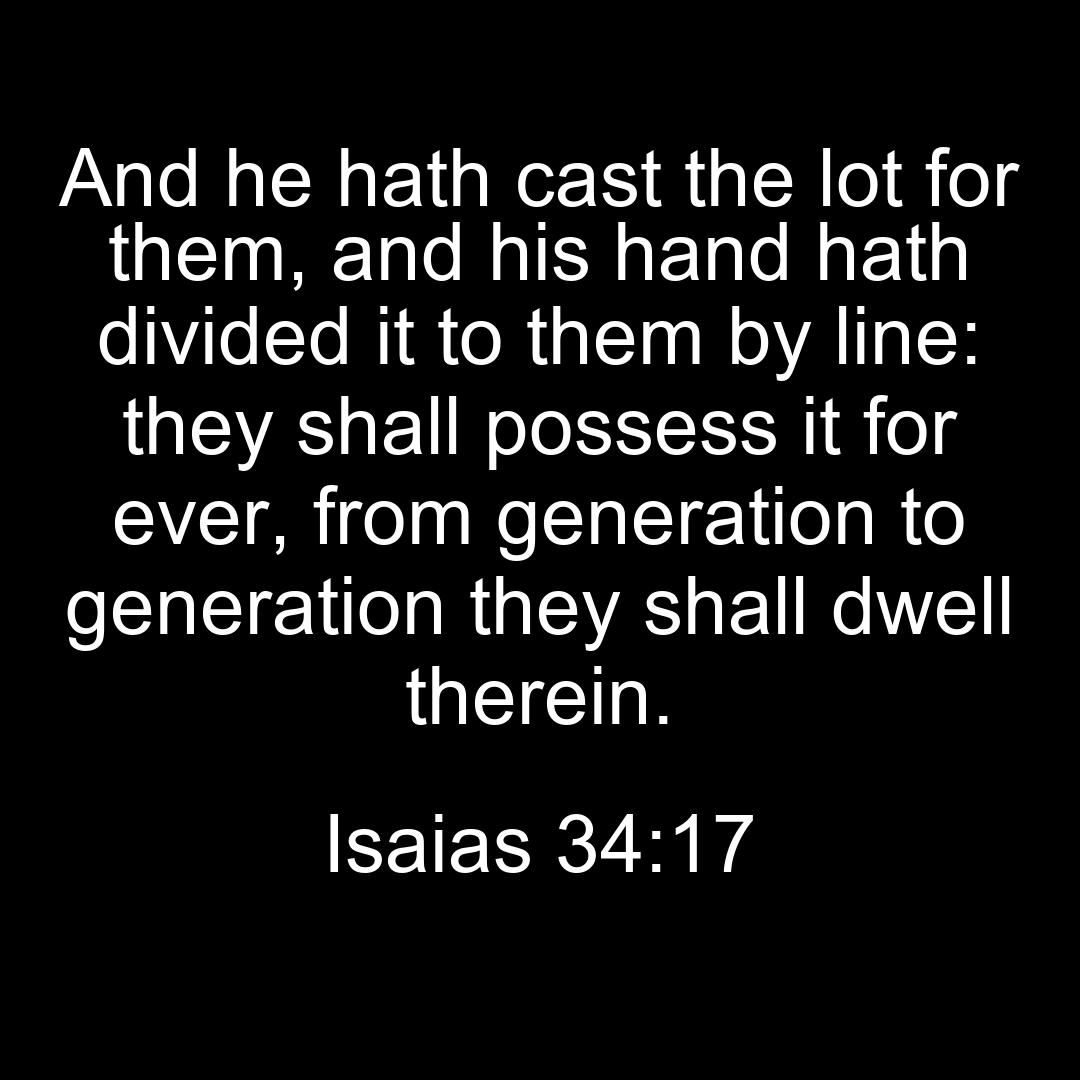 And he hath cast the lot for
them, and his hand hath
divided it to them by line:
they shall possess it for
ever, from generation to
generation they shall dwell
therein.
Isaias 34:17